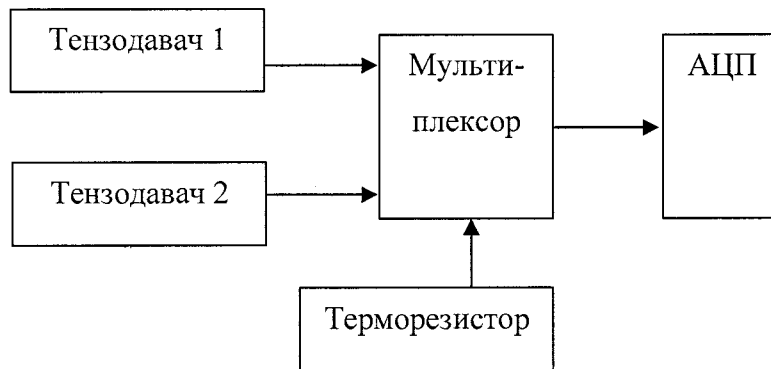 Тензодавач 1
Мульти-
плексор
АЦП
Тензодавач 2
Терморезистор